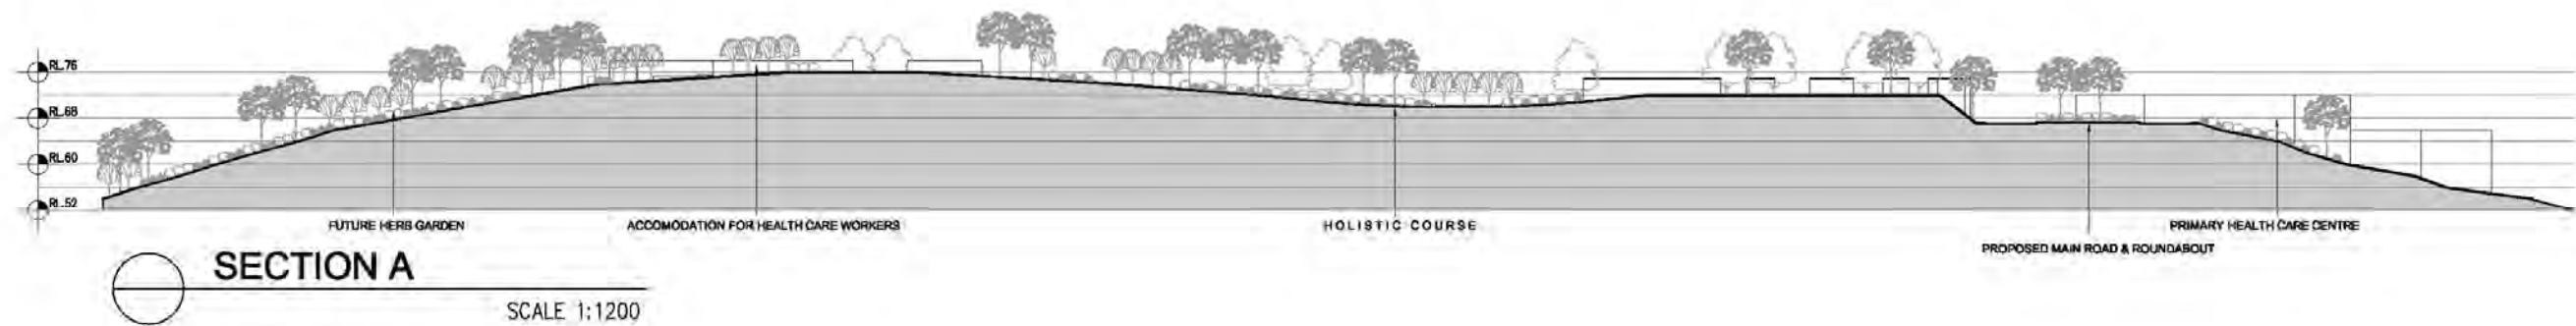 RL.76
RL.68
RL.60
RL.52
FUTURE HERB GARDEN
ACCOMODATION FOR HEALTH CARE WORKERS
HOLISTIC COURSE
PRIMARY HEALTH CARE CENTRE
PROPOSED MAIN ROAD & ROUNDABOUT
SECTION A
SCALE 1:1200